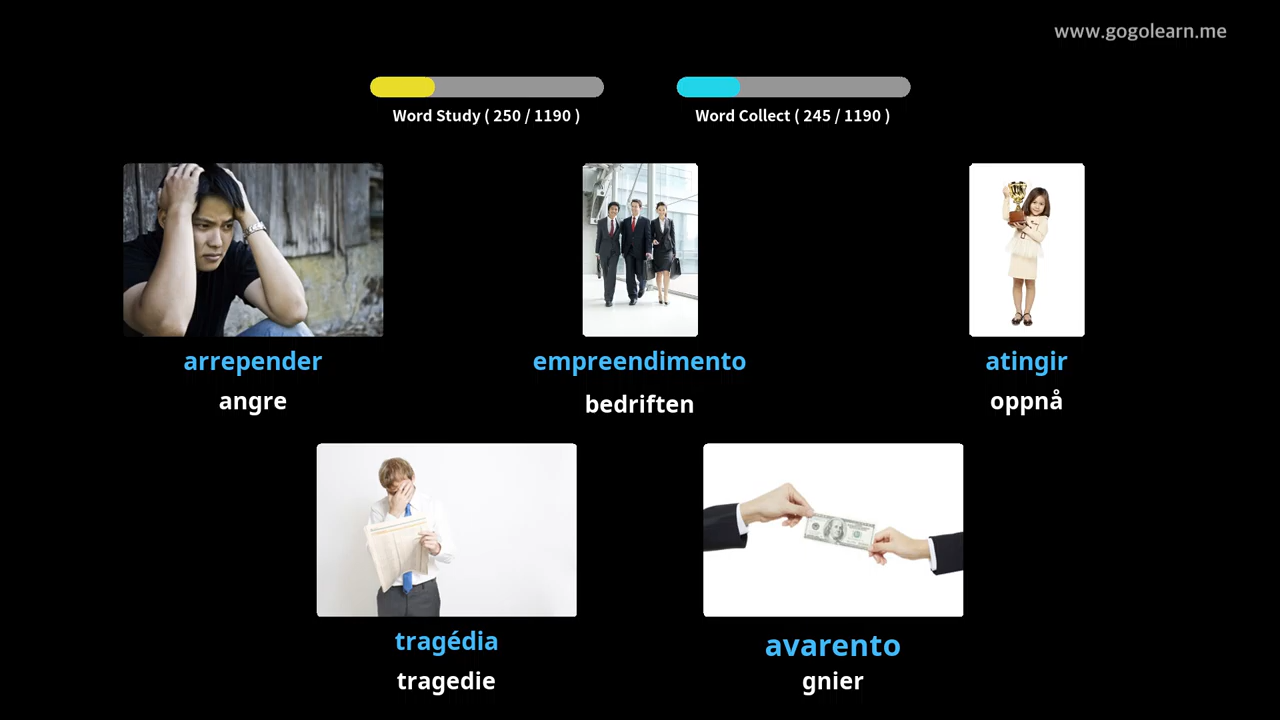 www.gogolearn.me
Word Study ( 250 / 1190 )
Word Collect ( 245 / 1190 )
arrepender
angre
empreendimento
bedriften
atingir
oppnå
tragédia
tragedie
avarento
gnier